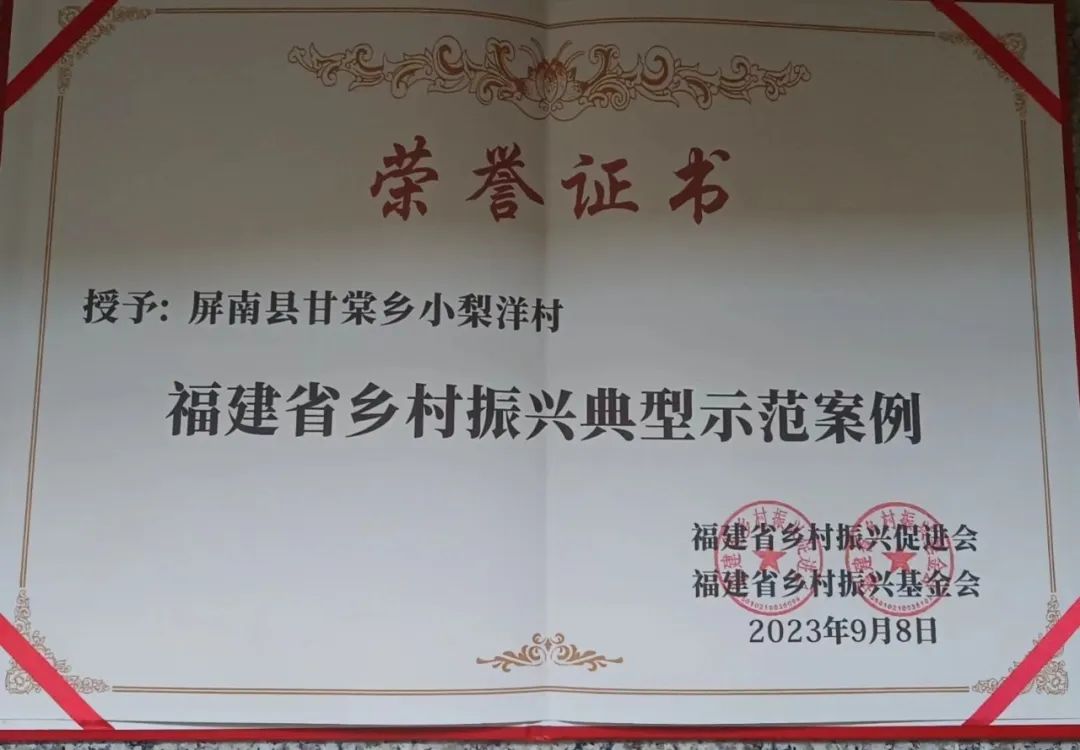 荣誉证书
授予: 屏南县甘棠乡小梨洋村
福建省乡村振兴典型示范案例
福建省乡村振兴促进会
福建省乡村振兴基金会
2023年9月8日